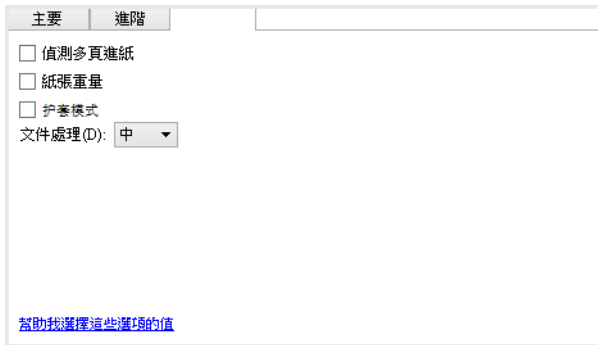 主要 進階
偵測多頁進紙
紙張重量
护套模式
文件處理(D): 中
幫助我選擇這些選項的值